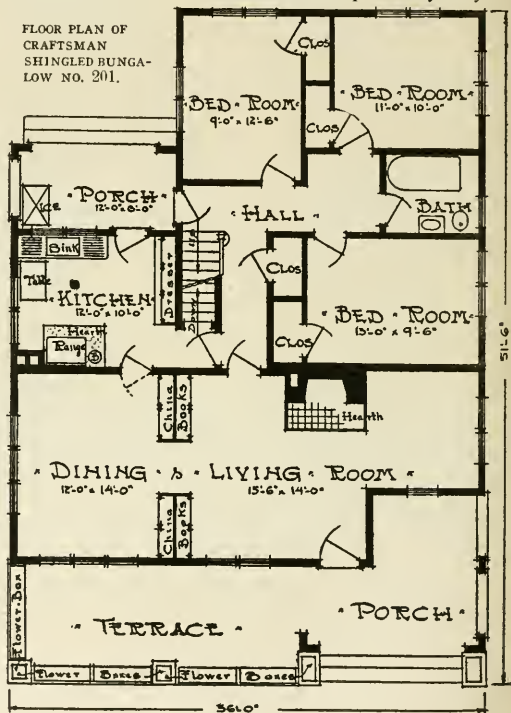 FLOOR PLAN OF
CRAFTSMAN
SHINGLED BUNGA-
LOW NO. 201.
CLOS
BED ROOM
9'-0" x 12'-6"
BED ROOM
11'-0" x 10'-0"
CLOS
PORCH
12'-0" x 8'-0"
ICE
HALL
BATH
Sink
UP
Table
KITCHEN
12'-0" x 10'-0"
Dresser
Down
CLOS
BED ROOM
13'-0" x 9'-6"
CLOS
Hearth
Range
B
China
Books
Hearth
DINING & LIVING ROOM
12'-0" x 14'-0"
15'-6" x 14'-0"
China
Books
51'-6"
PORCH
TERRACE
Flower-Box
Flower Boxes
Flower Boxes
36'-0"